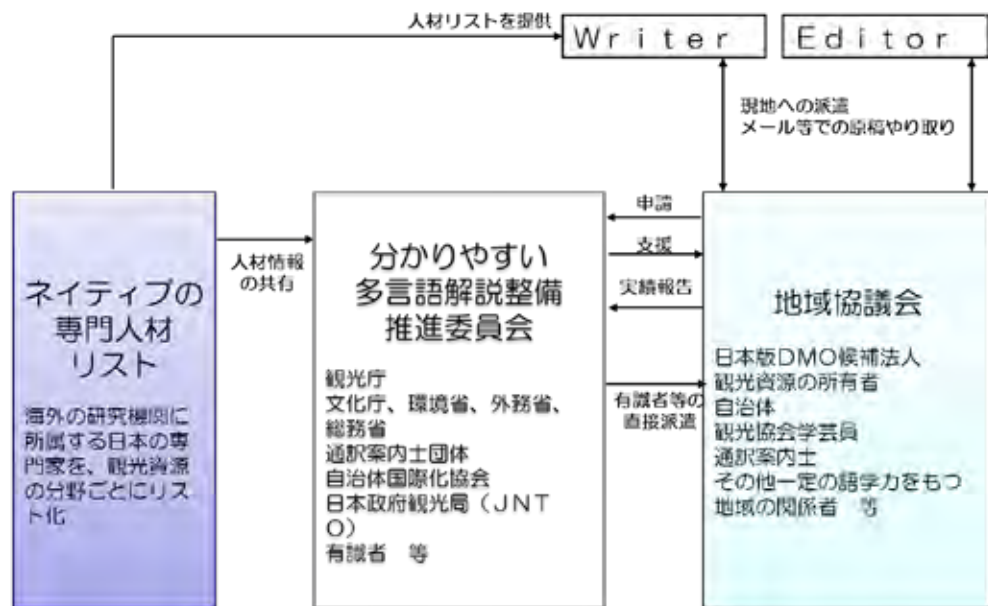 人材リストを提供
Writer
Editor
現地への派遣
メール等での原稿やり取り
ネイティブの
専門人材
リスト
海外の研究機関に
所属する日本の専
門家を、観光資源
の分野ごとにリス
ト化
人材情報
の共有
分かりやすい
多言語解説整備
推進委員会
観光庁
文化庁、環境省、外務省、
総務省
通訳案内士団体
自治体国際化協会
日本政府観光局（JNT
O）
有識者　等
申請
支援
実績報告
有識者等の
直接派遣
地域協議会
日本版DMO候補法人
観光資源の所有者
自治体
観光協会学芸員
通訳案内士
その他一定の語学力をもつ
地域の関係者　等